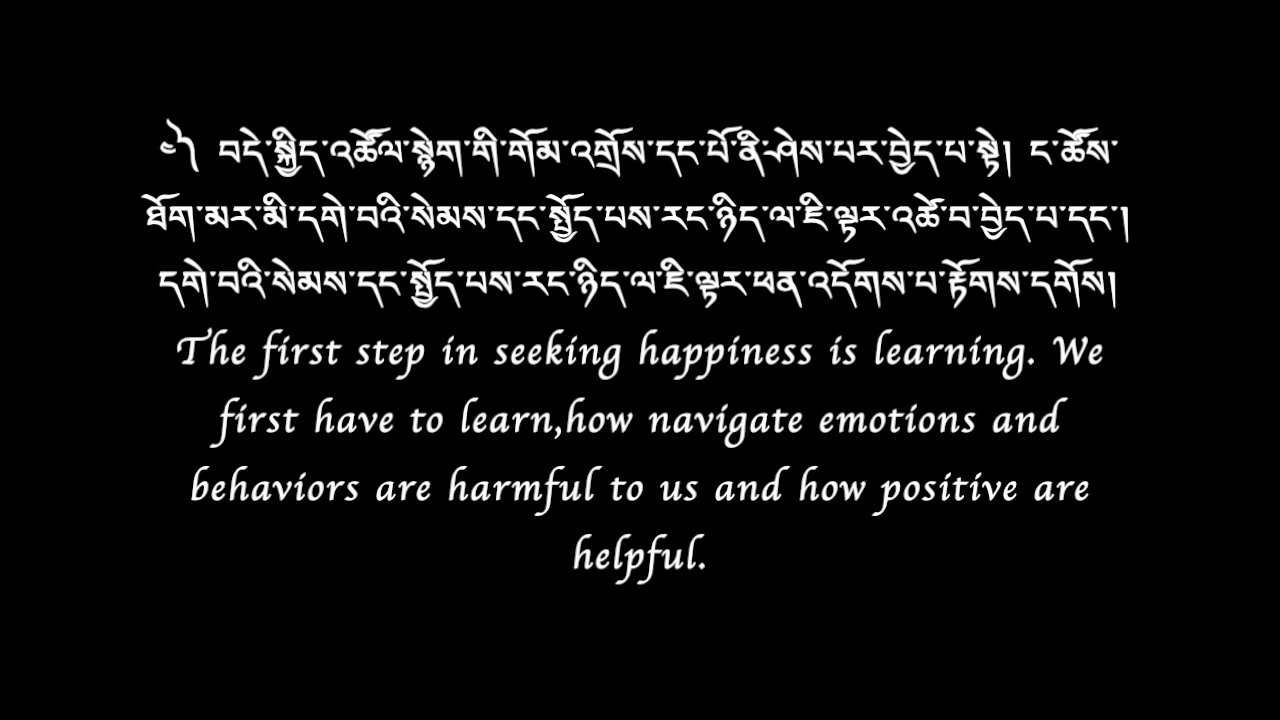 ༄༽ བདེ་སྐྱིད་འཚོལ་སྙེག་གི་གོམ་འགྲོས་དང་པོ་ནི་ཤེས་པར་བྱེད་པ་སྟེ། ང་ཚོས་
ཐོག་མར་མི་དགེ་བའི་སེམས་དང་སྤྱོད་པས་རང་ཉིད་ལ་ཇི་ལྟར་འཚེ་བ་བྱེད་པ་དང་།
དགེ་བའི་སེམས་དང་སྤྱོད་པས་རང་ཉིད་ལ་ཇི་ལྟར་ཕན་འདོགས་པ་རྟོགས་དགོས།
The first step in seeking happiness is learning. We
first have to learn,how navigate emotions and
behaviors are harmful to us and how positive are
helpful.